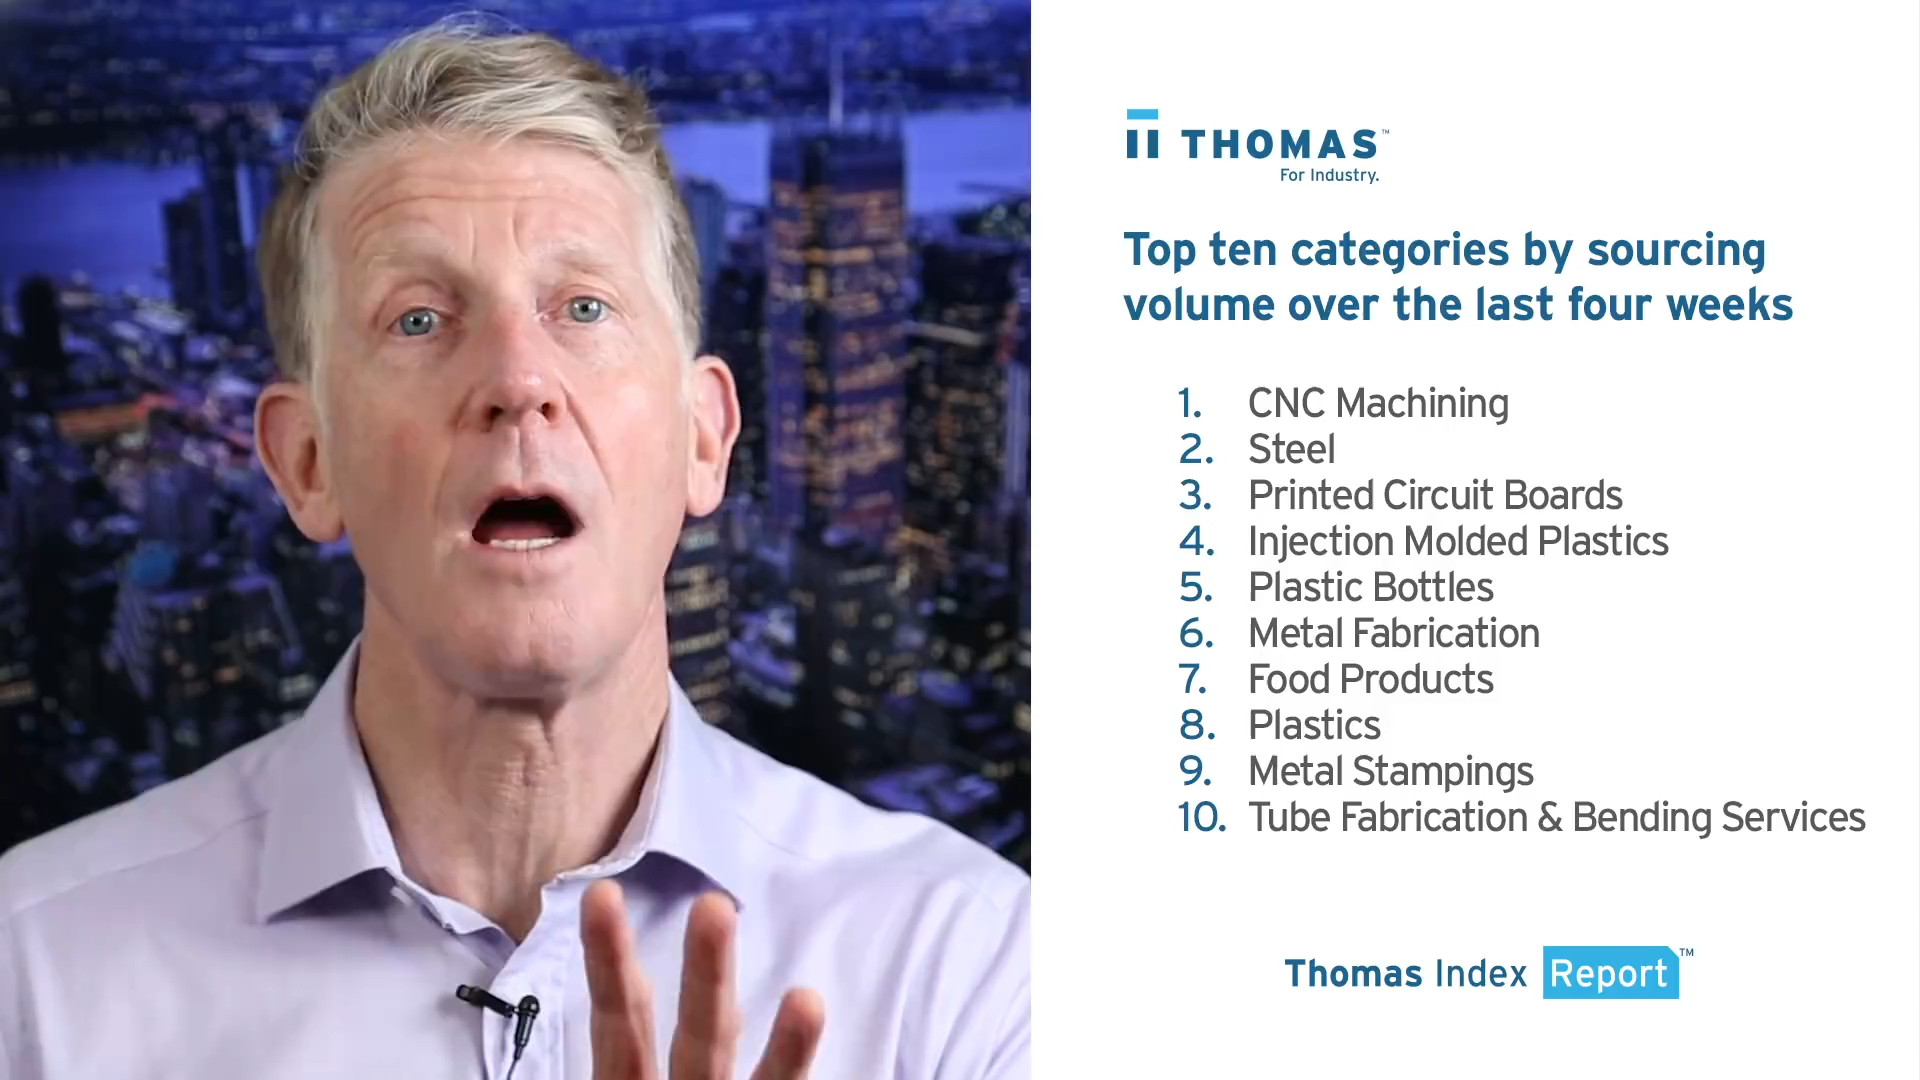 THOMAS™
For Industry.
Top ten categories by sourcing
volume over the last four weeks
1. CNC Machining
2. Steel
3. Printed Circuit Boards
4. Injection Molded Plastics
5. Plastic Bottles
6. Metal Fabrication
7. Food Products
8. Plastics
9. Metal Stampings
10. Tube Fabrication & Bending Services
Thomas Index Report™